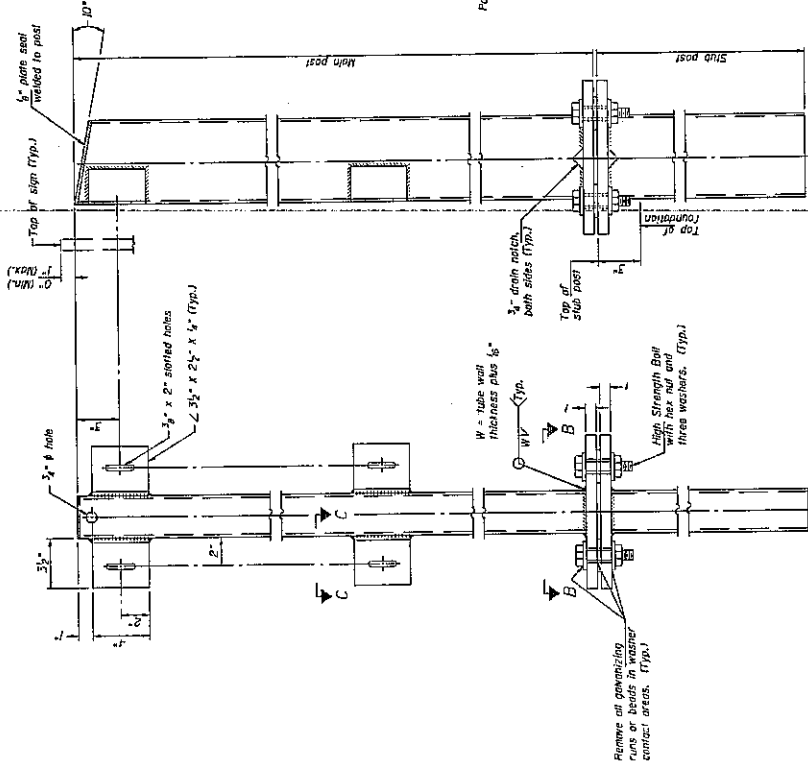 10°
1/8" plate seal
welded to post
Top of sign (Typ.)
0" (Min.)
1" (Max.)
Main post
Stub post
3/4" drain notch,
both sides (Typ.)
Top of
stub post
3"
Top of
foundation
3/4" ϕ hole
3"
3/8" x 2" slotted holes
∠ 3 1/2" x 2 1/2" x 1/4" (Typ.)
3 1/2"
1"
4"
2"
2"
C
C
W = tube wall
thickness plus 1/16"
W
Typ.
B
B
High Strength Bolt
with hex nut and
three washers. (Typ.)
Remove all galvanizing
runs or beads in washer
contact areas. (Typ.)